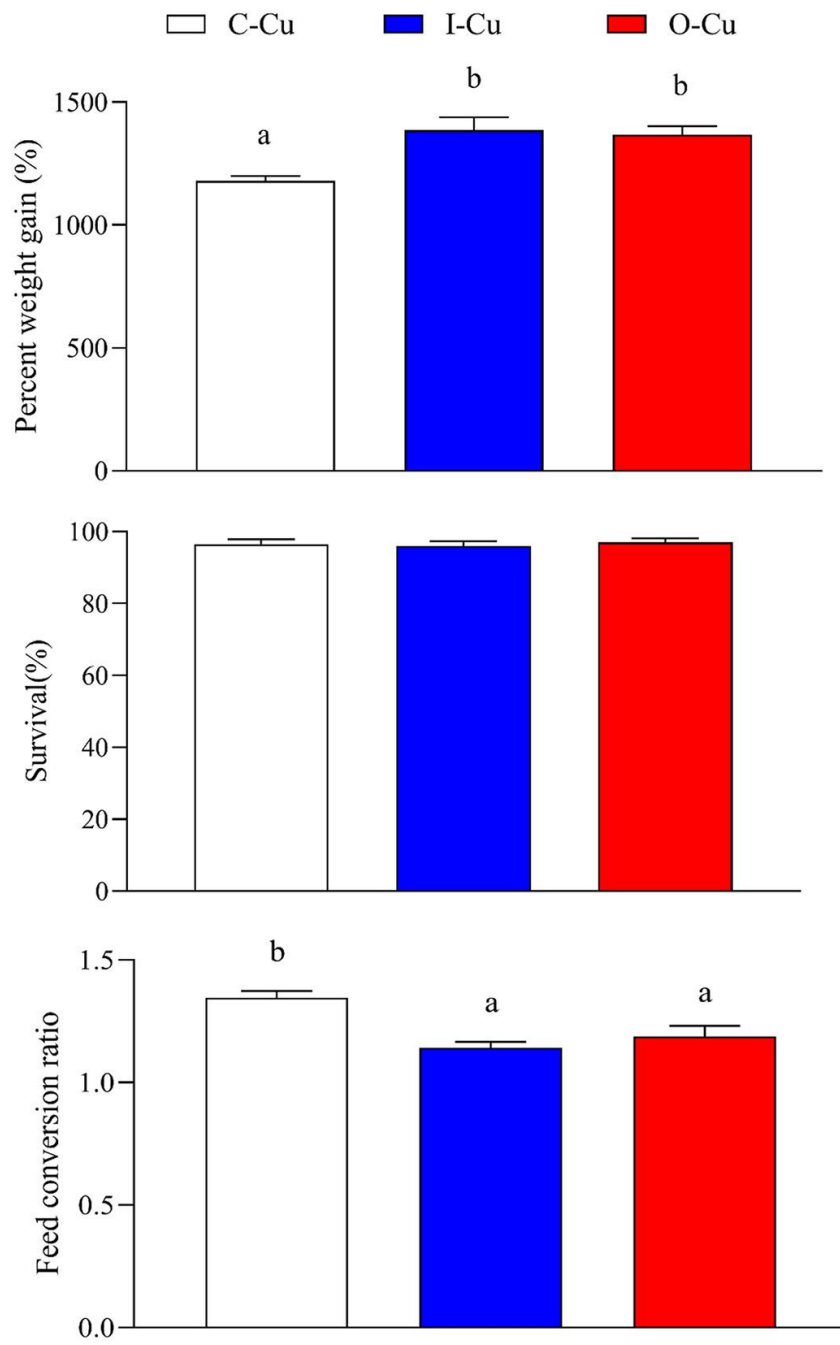 C-Cu I-Cu O-Cu
Percent weight gain (%)
1500
1000
500
0
a
b
b
Survival(%)
100
80
60
40
20
0
Feed conversion ratio
1.5
1.0
0.5
0.0
b
a
a